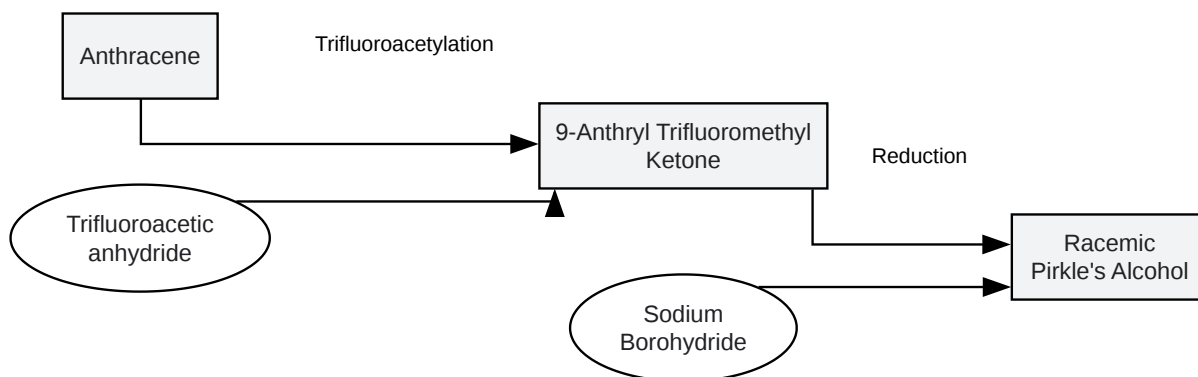 Anthracene
Trifluoroacetylation
9-Anthryl Trifluoromethyl
Ketone
Reduction
Trifluoroacetic
anhydride
Racemic
Pirkle's Alcohol
Sodium
Borohydride